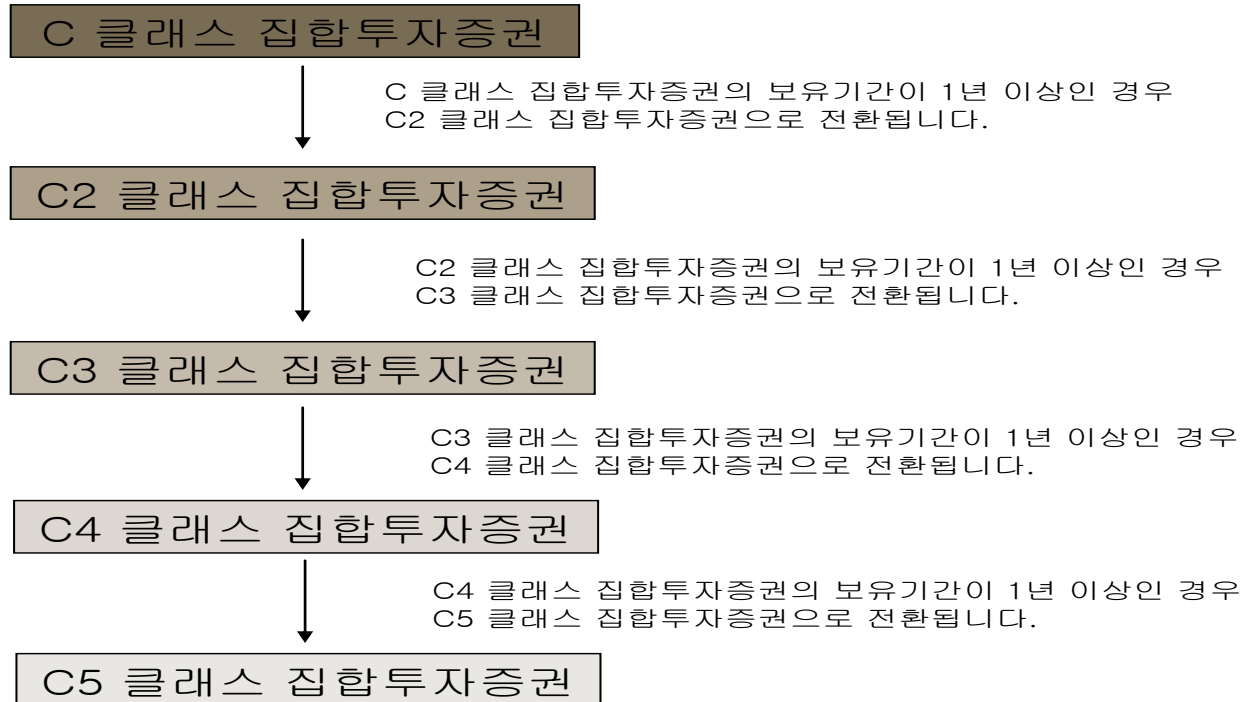 C 클래스 집합투자증권
C 클래스 집합투자증권의 보유기간이 1년 이상인 경우
C2 클래스 집합투자증권으로 전환됩니다.
C2 클래스 집합투자증권
C2 클래스 집합투자증권의 보유기간이 1년 이상인 경우
C3 클래스 집합투자증권으로 전환됩니다.
C3 클래스 집합투자증권
C3 클래스 집합투자증권의 보유기간이 1년 이상인 경우
C4 클래스 집합투자증권으로 전환됩니다.
C4 클래스 집합투자증권
C4 클래스 집합투자증권의 보유기간이 1년 이상인 경우
C5 클래스 집합투자증권으로 전환됩니다.
C5 클래스 집합투자증권